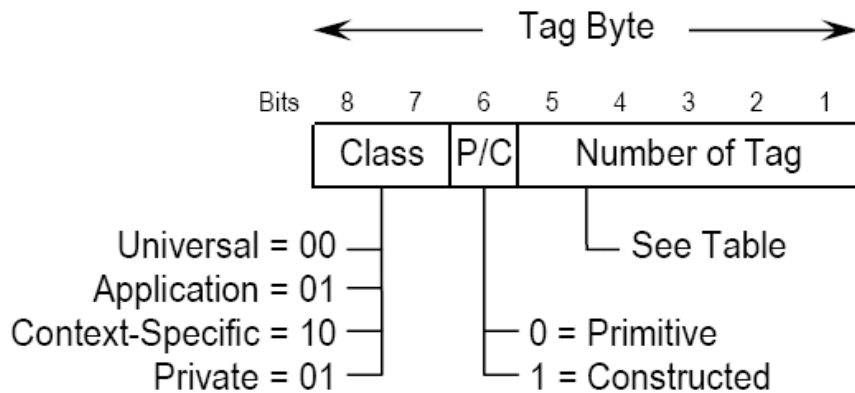 Tag Byte
Bits 8 7 6 5 4 3 2 1
Class P/C Number of Tag
Universal = 00 See Table
Application = 01
Context-Specific = 10 0 = Primitive
Private = 01 1 = Constructed